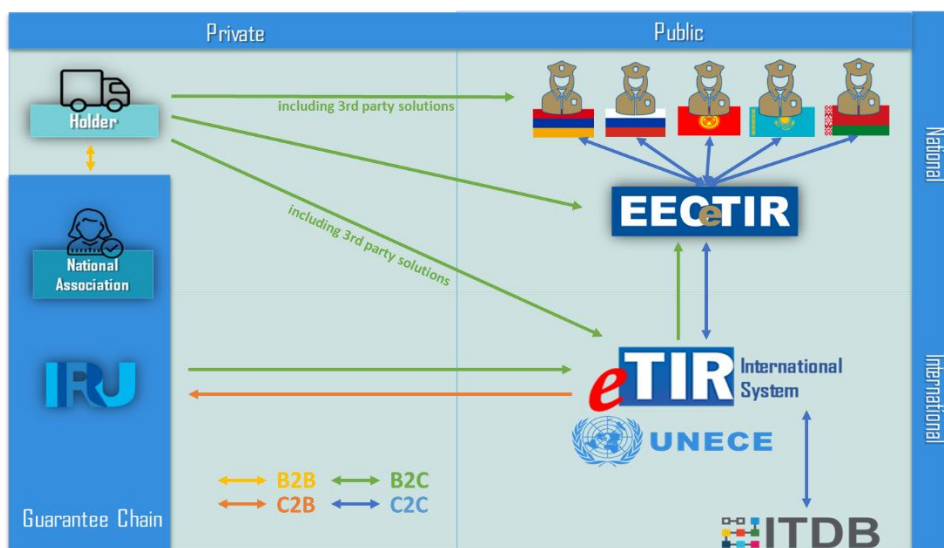 Private
Public
Holder
including 3rd party solutions
National
EECeTIR
including 3rd party solutions
National
Association
IRU
eTIR
International
System
International
UNECE
B2B
B2C
C2B
C2C
Guarantee Chain
ITDB